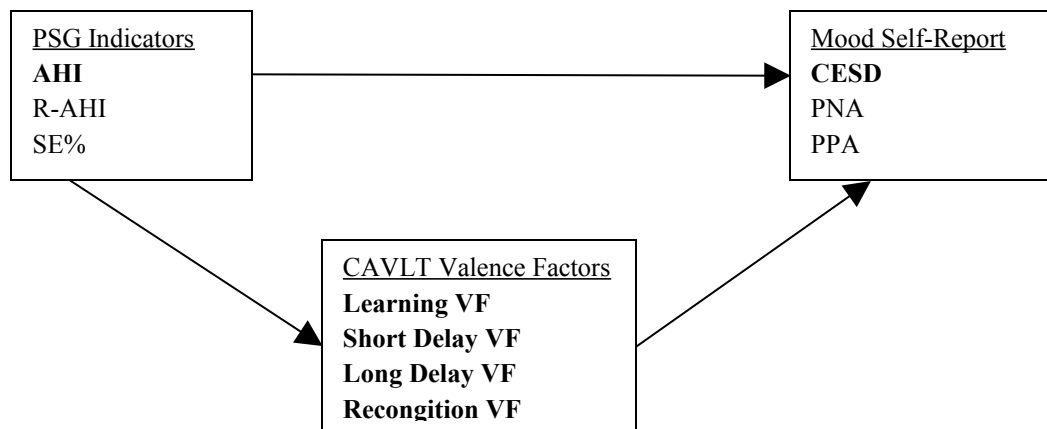 PSG Indicators
AHI
R-AHI
SE%
Mood Self-Report
CESD
PNA
PPA
CAVLT Valence Factors
Learning VF
Short Delay VF
Long Delay VF
Recongition VF